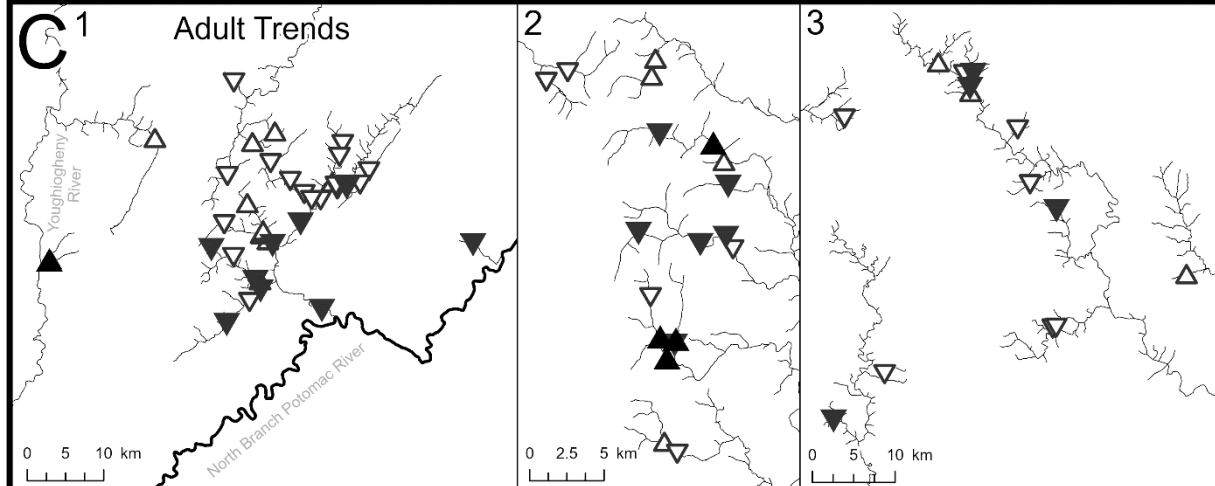 C
1
Adult Trends
2
3
Youghiogheny
River
North Branch Potomac River
0 5 10 km
0 2.5 5 km
0 5 10 km